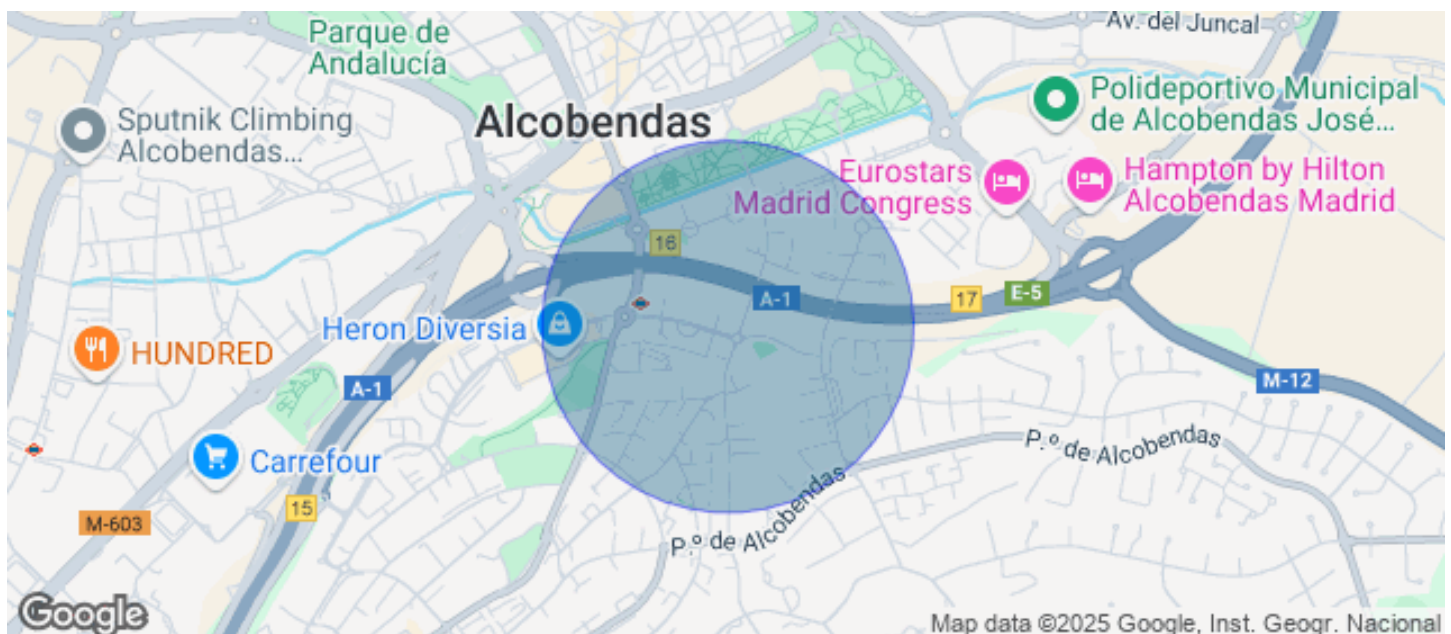 Av. del Juncal
Parque de
Andalucía
Polideportivo Municipal
de Alcobendas José...
Sputnik Climbing
Alcobendas...
Alcobendas
Eurostars
Madrid Congress
Hampton by Hilton
Alcobendas Madrid
16
A-1
17
E-5
Heron Diversia
HUNDRED
A-1
M-12
P.º de Alcobendas
Carrefour
15
M-603
P.º de Alcobendas
Google
Map data ©2025 Google, Inst. Geogr. Nacional